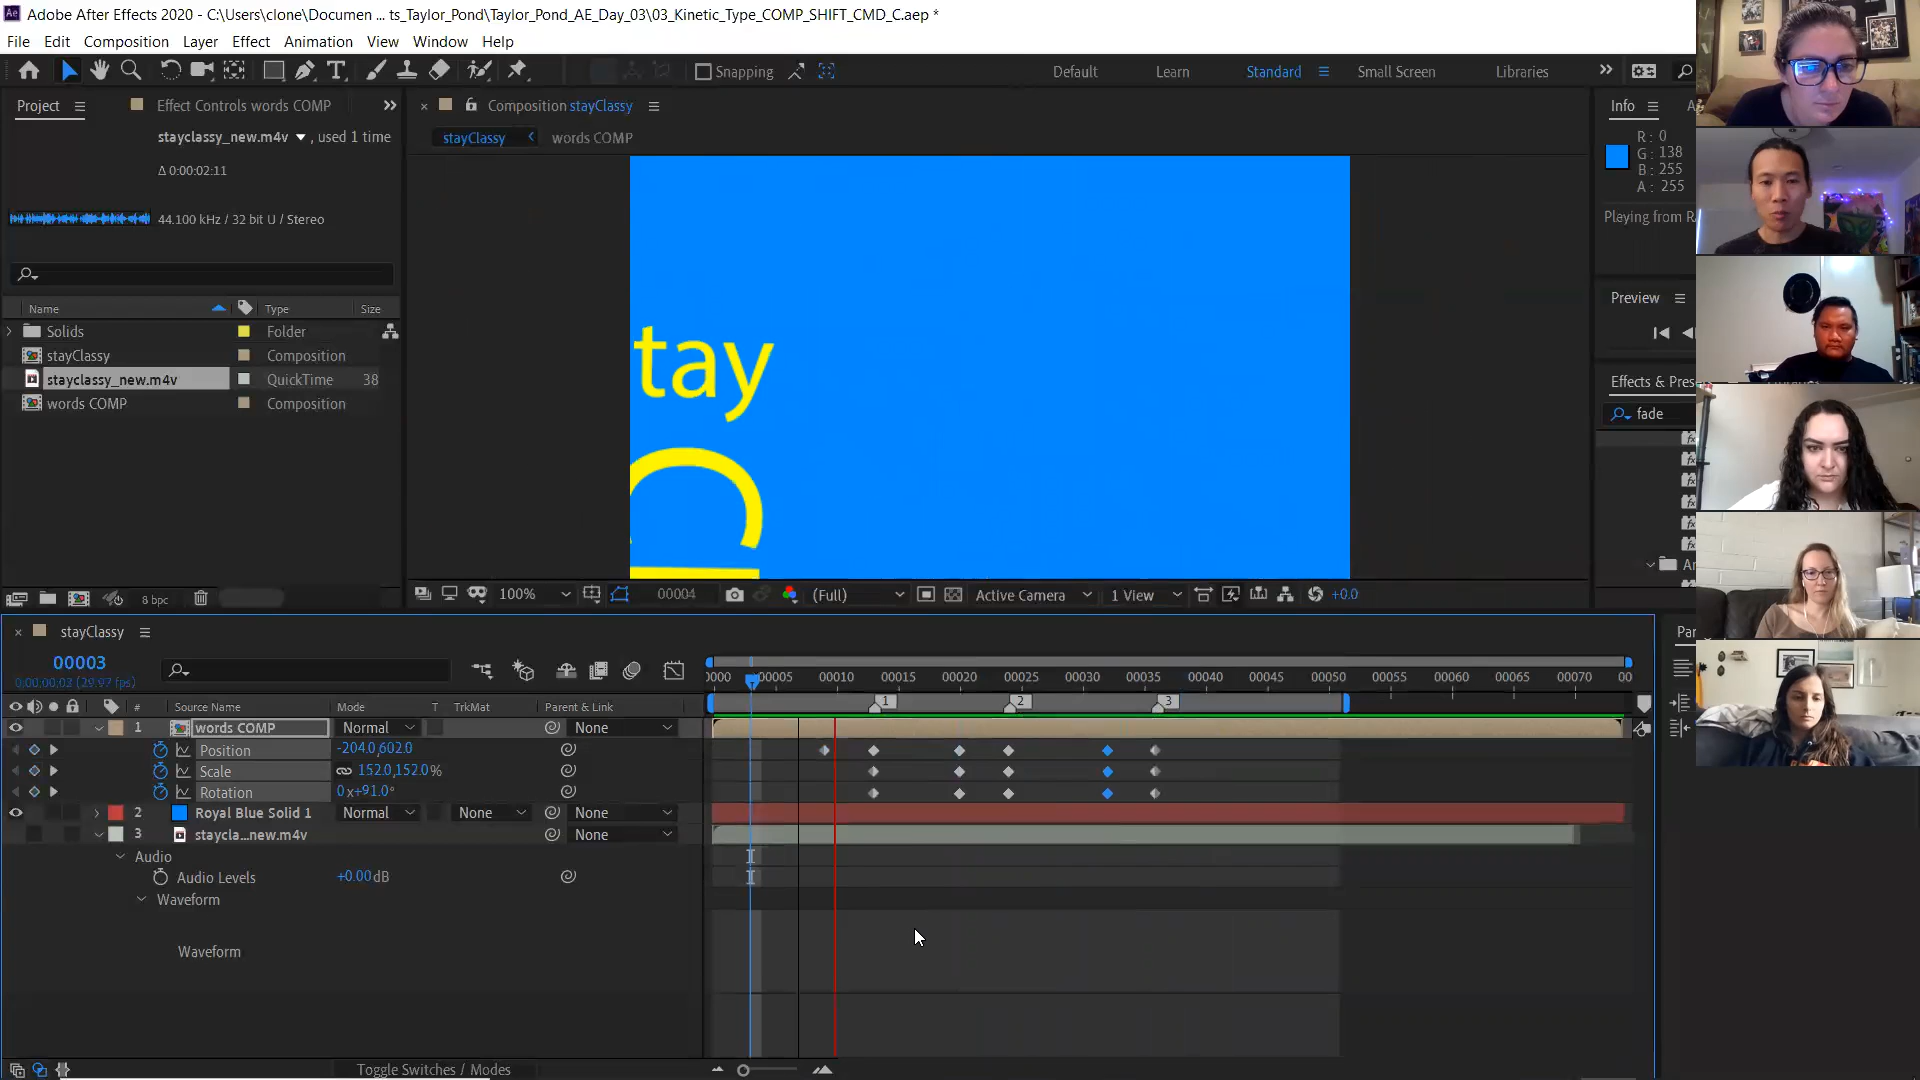 Adobe After Effects 2020 - C:\Users\clone\Documen ... ts_Taylor_Pond\Taylor_Pond_AE_Day_03\03_Kinetic_Type_COMP_SHIFT_CMD_C.aep *
File Edit Composition Layer Effect Animation View Window Help
Snapping Default Learn Standard Small Screen Libraries
Project Effect Controls words COMP
Composition stayClassy
Info
stayclassy_new.m4v , used 1 time
stayClassy words COMP
R: 0
G: 138
B: 255
A: 255
Δ 0:00:02:11
44.100 kHz / 32 bit U / Stereo
Playing from R
Preview
Name Type Size
Solids Folder
stayClassy Composition
stayclassy_new.m4v QuickTime 38
words COMP Composition
tay
Effects & Pres
fade
8 bpc
100% 00004 (Full) Active Camera 1 View +0.0
stayClassy
00003
0:00:00:03 (29.97 fps)
0000 00005 00010 00015 00020 00025 00030 00035 00040 00045 00050 00055 00060 00065 00070 00
# Source Name Mode T TrkMat Parent & Link
1 2 3
1 words COMP Normal None
Position -204.0,602.0
Scale 152.0,152.0%
Rotation 0x+91.0°
2 Royal Blue Solid 1 Normal None None
3 staycla...new.m4v None
Audio
Audio Levels +0.00dB
Waveform
Waveform
Toggle Switches / Modes